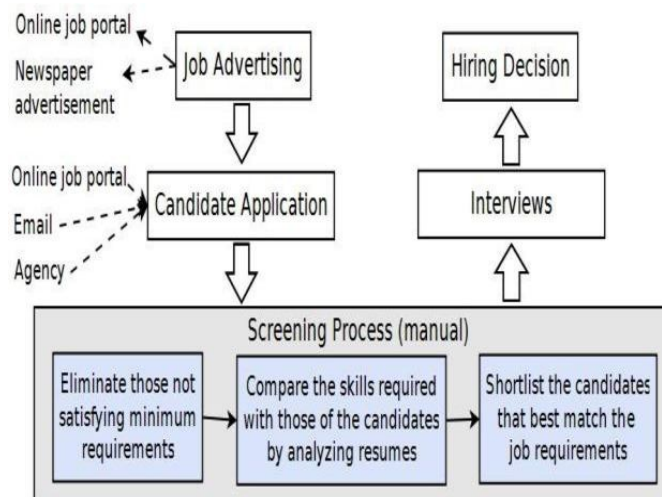 Online job portal
Newspaper
advertisement
Job Advertising
Hiring Decision
Online job portal
Email
Agency
Candidate Application
Interviews
Screening Process (manual)
Eliminate those not
satisfying minimum
requirements
Compare the skills required
with those of the candidates
by analyzing resumes
Shortlist the candidates
that best match the
job requirements